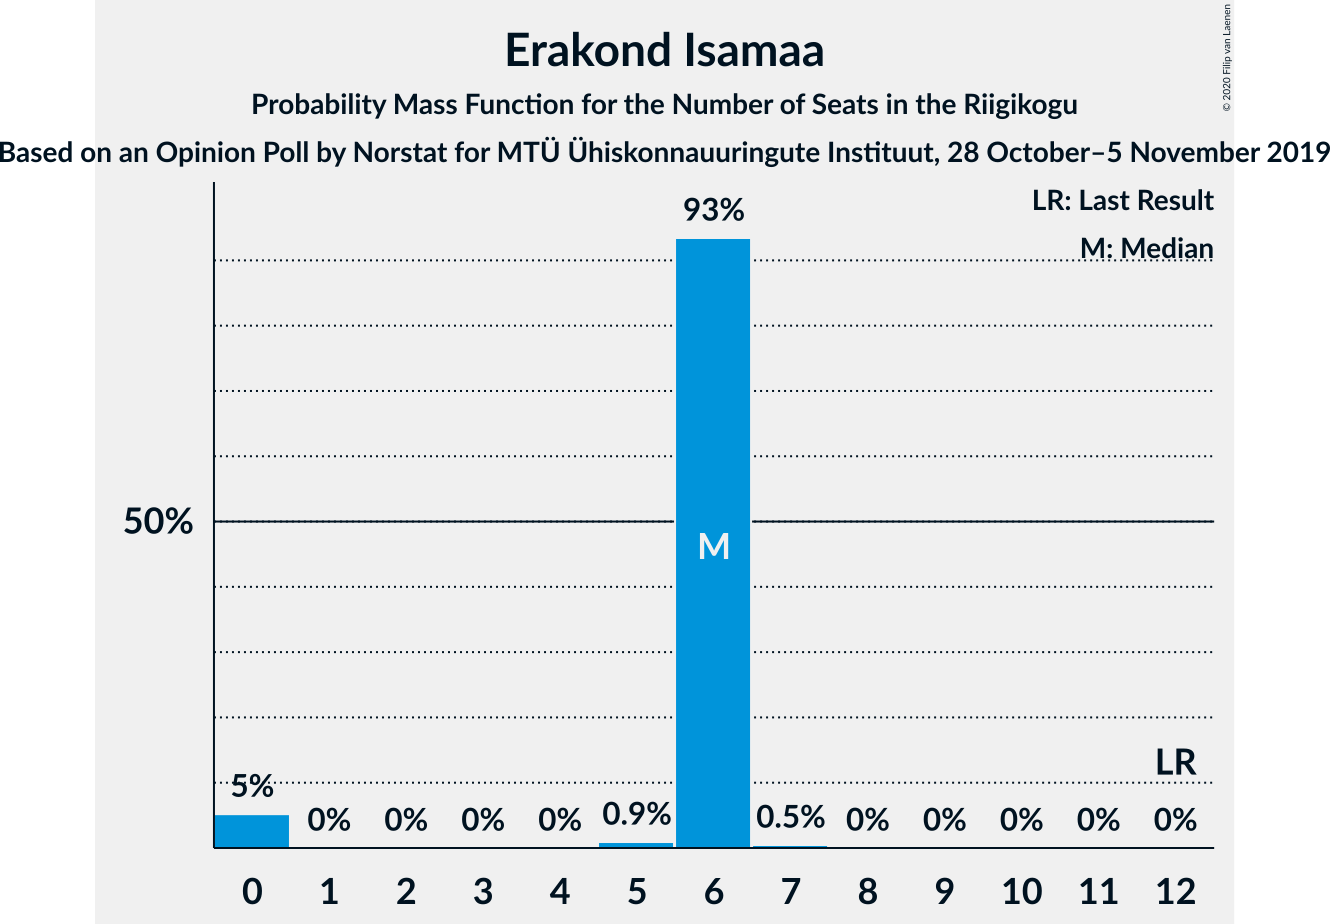 Erakond Isamaa
Probability Mass Function for the Number of Seats in the Riigikogu
Based on an Opinion Poll by Norstat for MTÜ Ühiskonnauuringute Instituut, 28 October–5 November 2019
© 2020 Filip van Laenen
LR: Last Result
M: Median
93%
50%
M
LR
5% 0% 0% 0% 0% 0.9% 0.5% 0% 0% 0% 0% 0%
0 1 2 3 4 5 6 7 8 9 10 11 12